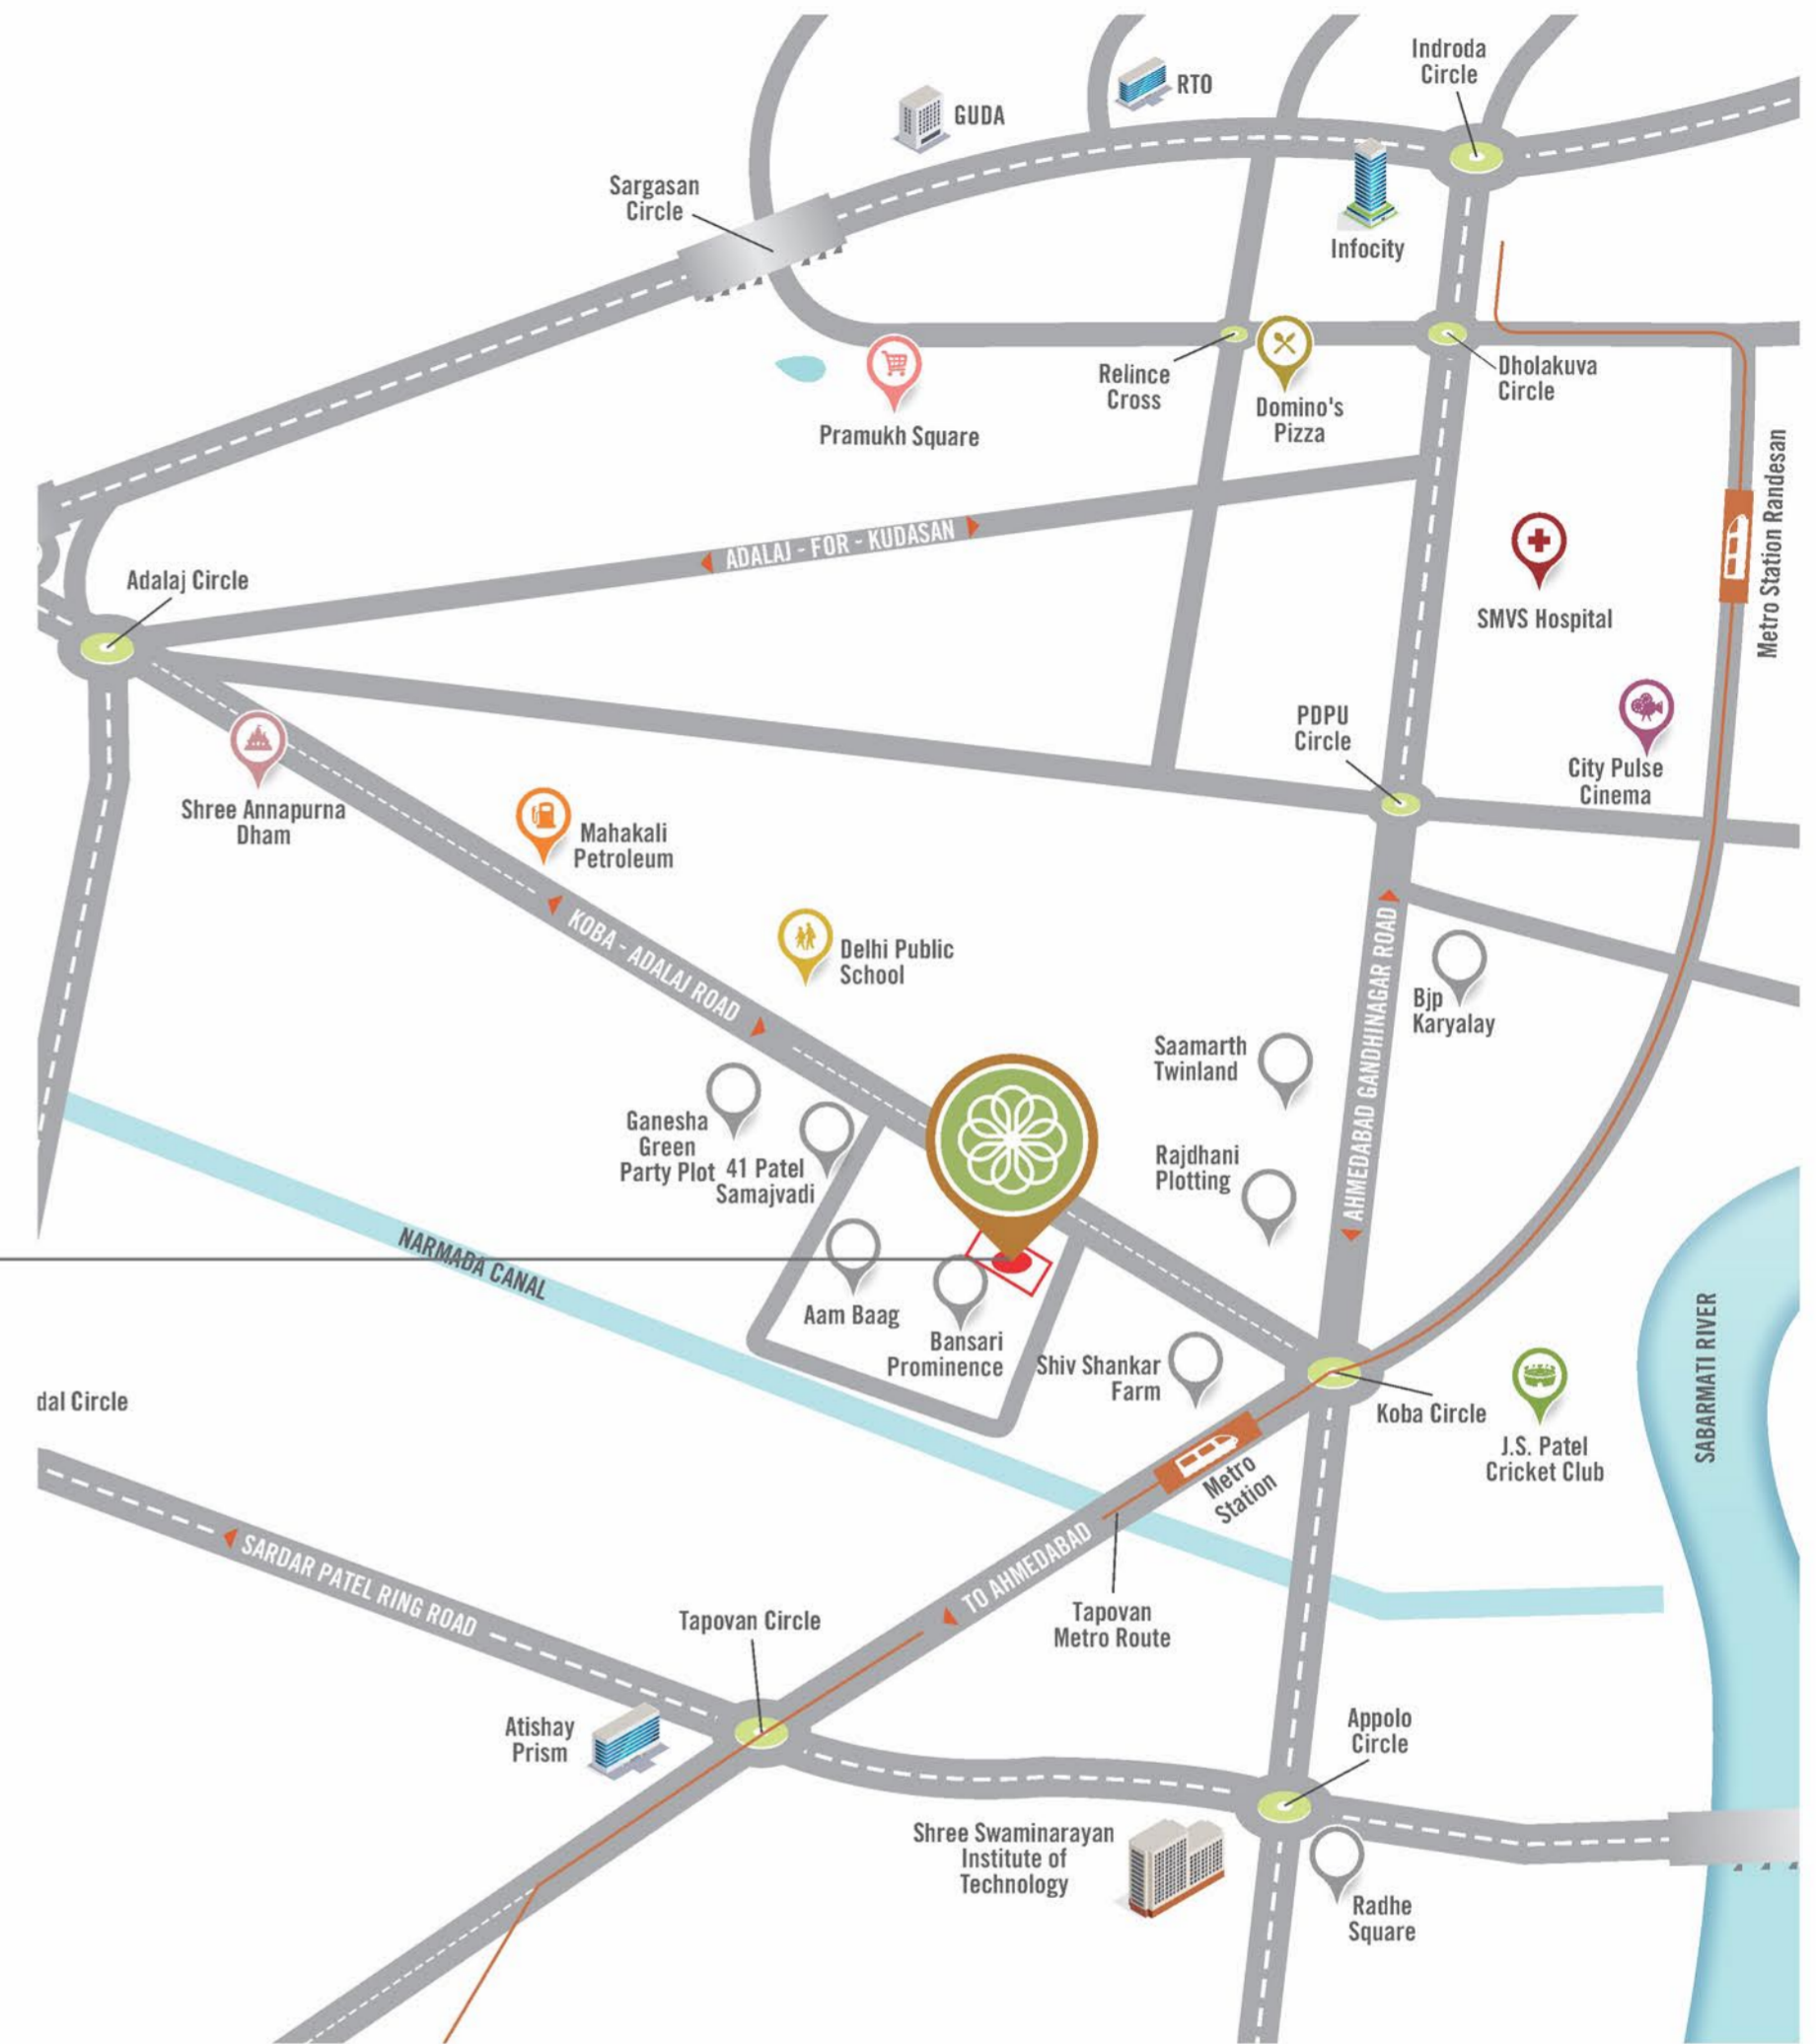 Indroda
Circle
RTO
GUDA
Sargasan
Circle
Infocity
Relince
Cross
Domino's
Pizza
Dholakuva
Circle
Pramukh Square
Metro Station Randesan
ADALAJ - FOR - KUDASAN
Adalaj Circle
SMVS Hospital
PDPU
Circle
City Pulse
Cinema
Shree Annapurna
Dham
Mahakali
Petroleum
KOBA - ADALAJ ROAD
Delhi Public
School
AHMEDABAD GANDHINAGAR ROAD
Bjp
Karyalay
Saamarth
Twinland
Ganesha
Green
Party Plot
41 Patel
Samajvadi
Rajdhani
Plotting
NARMADA CANAL
Aam Baag
Bansari
Prominence
Shiv Shankar
Farm
SABARMATI RIVER
dal Circle
Koba Circle
J.S. Patel
Cricket Club
Metro
Station
SARDAR PATEL RING ROAD
TO AHMEDABAD
Tapovan
Metro Route
Tapovan Circle
Atishay
Prism
Appolo
Circle
Shree Swaminarayan
Institute of
Technology
Radhe
Square